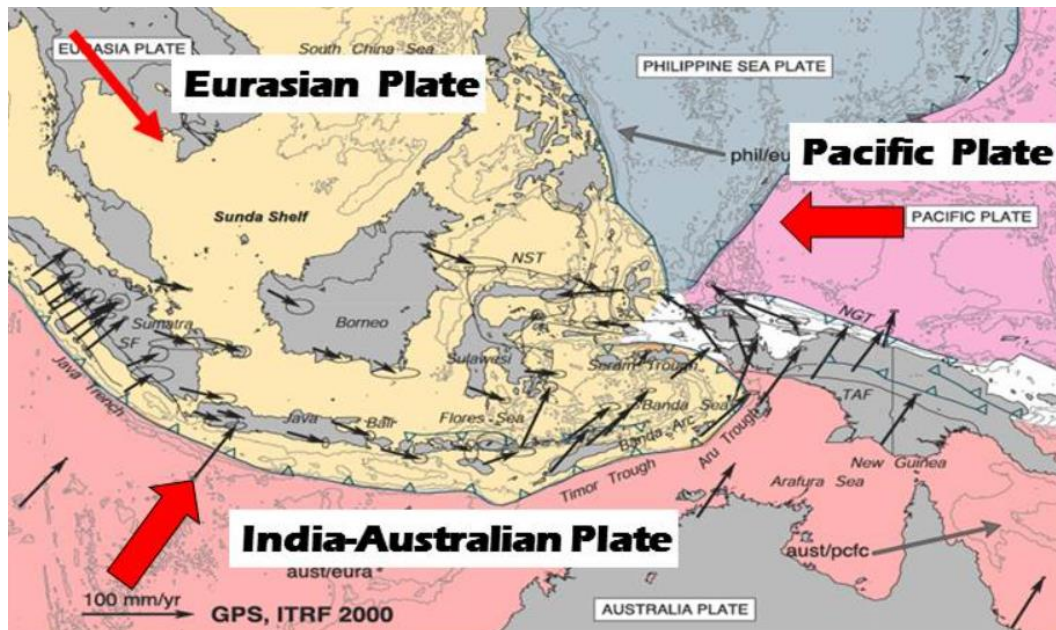 South China Sea
EURASIA PLATE
Eurasian Plate
PHILIPPINE SEA PLATE
phil/eu
Pacific Plate
PACIFIC PLATE
Sunda Shelf
NST
NGT
Borneo
Sumatra
SF
Sulawesi
Seram Trough
Java Trench
Java
Bali
Flores Sea
Banda Sea
Banda Arc
TAF
Timor Trough
Aru Trough
New Guinea
Arafura Sea
India-Australian Plate
aust/eura
aust/pcfc
100 mm/yr
GPS, ITRF 2000
AUSTRALIA PLATE